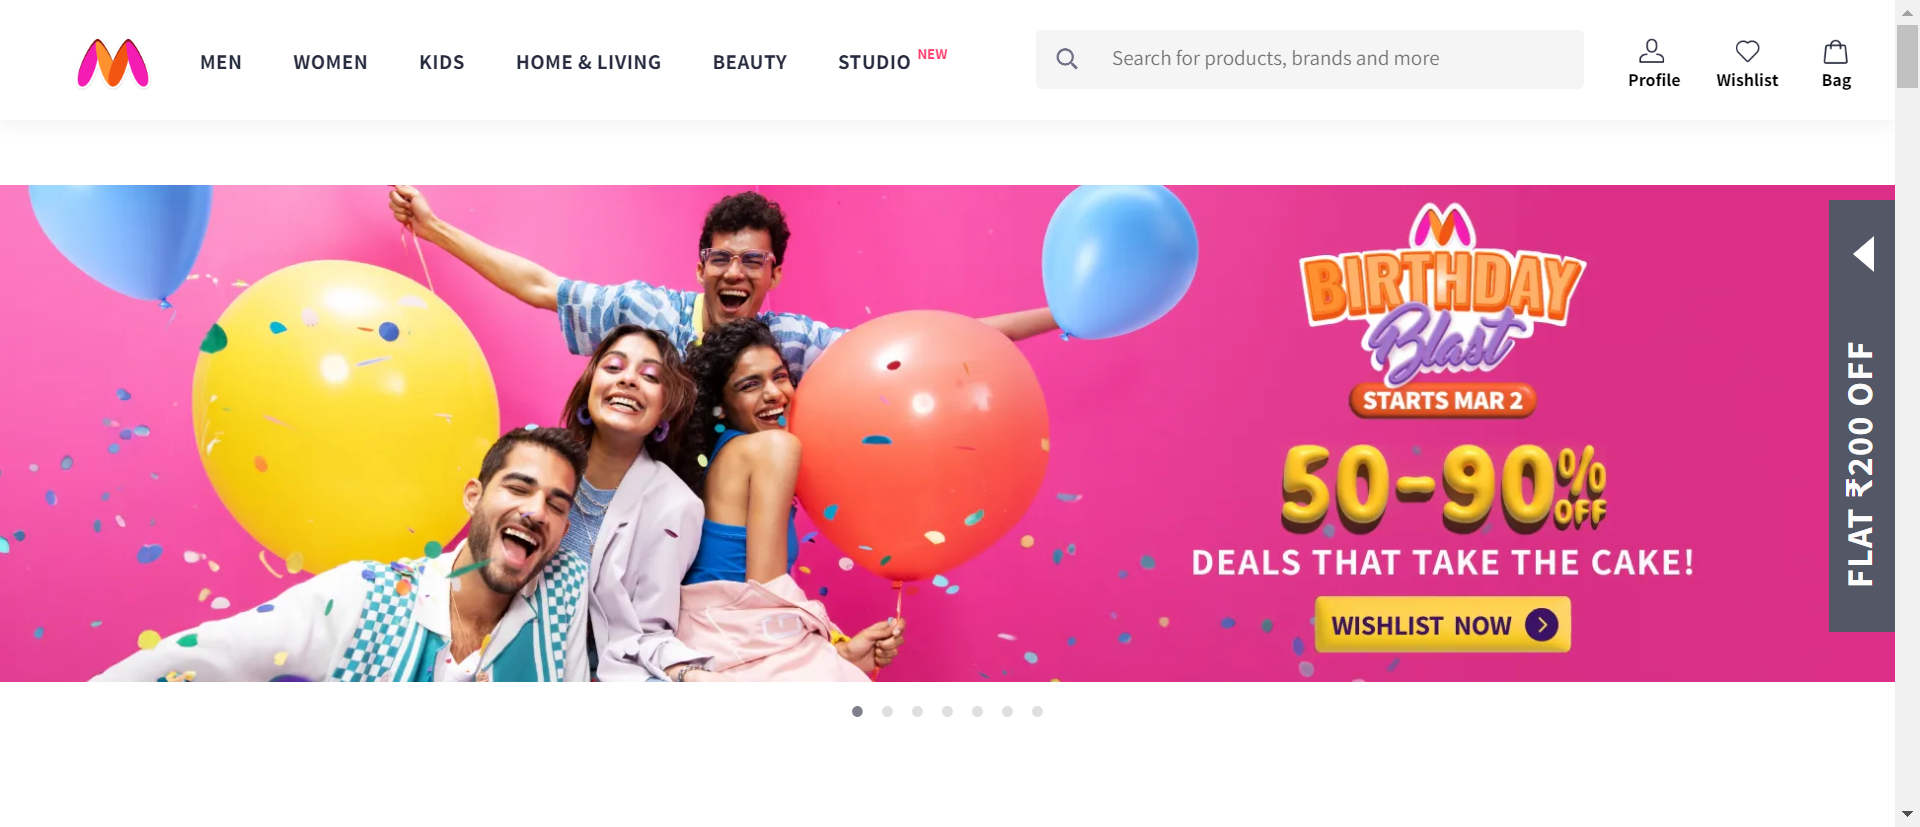 MEN WOMEN KIDS HOME & LIVING BEAUTY STUDIO NEW
Search for products, brands and more
Profile Wishlist Bag
BIRTHDAY
Blast
STARTS MAR 2
50-90% OFF
DEALS THAT TAKE THE CAKE!
WISHLIST NOW
FLAT ₹200 OFF